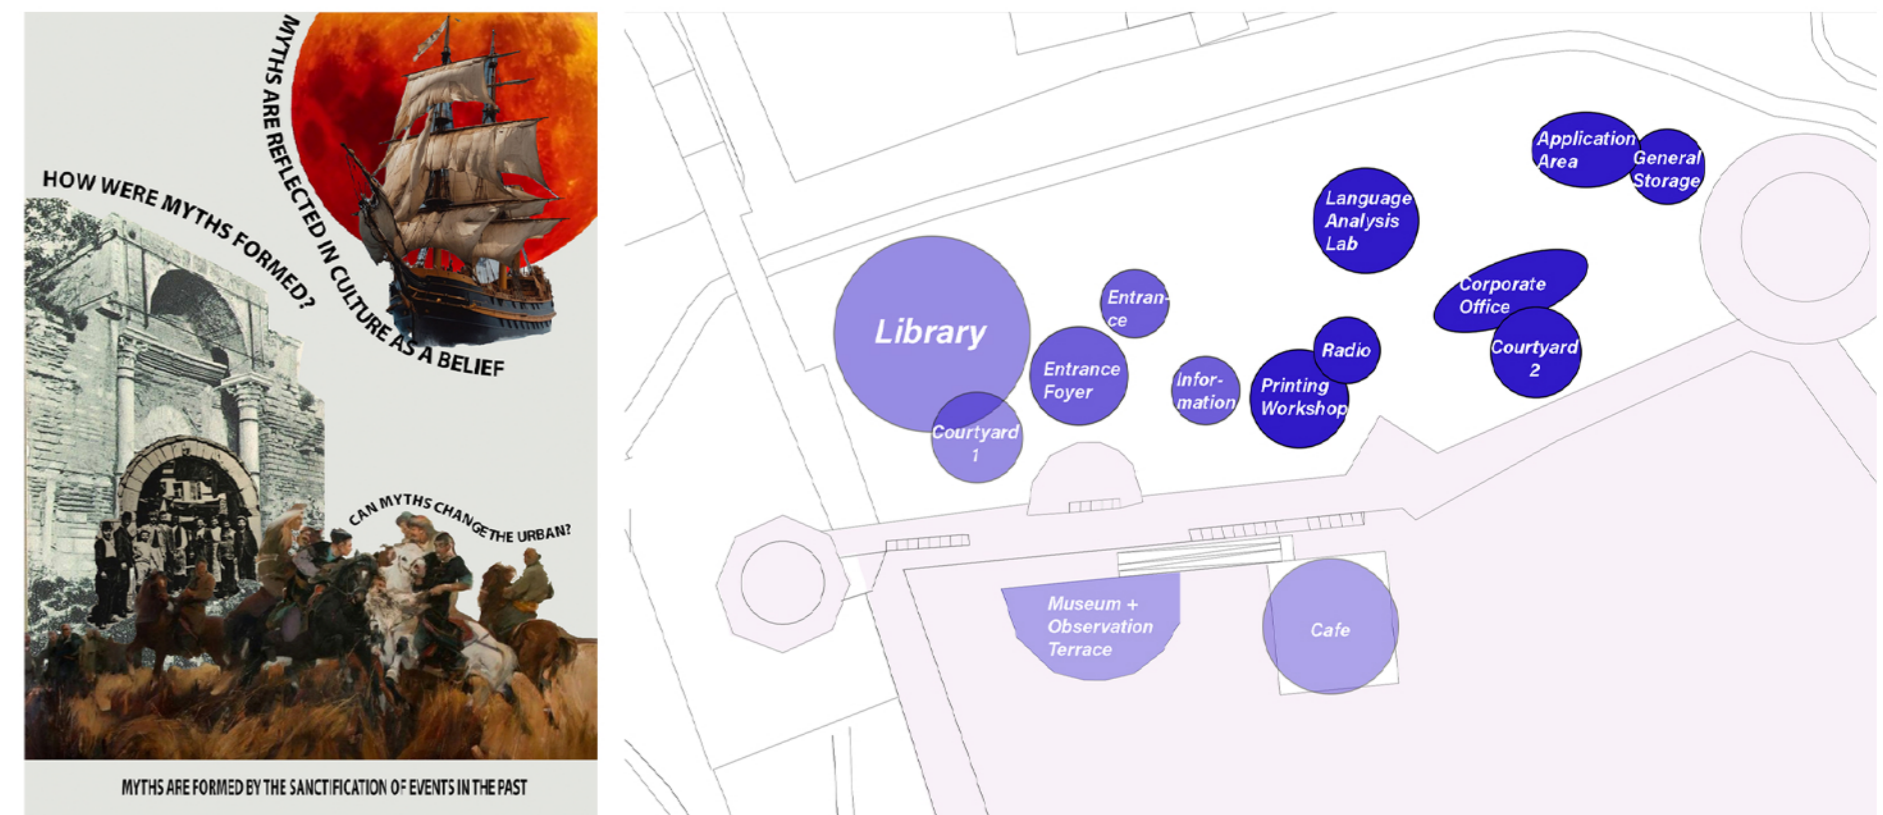 MYTHS ARE REFLECTED IN CULTURE AS A BELIEF
HOW WERE MYTHS FORMED?
CAN MYTHS CHANGETHE URBAN?
MYTHS ARE FORMED BY THE SANCTIFICATION OF EVENTS IN THE PAST
Application
Area
General
Storage
Language
Analysis
Lab
Corporate
Office
Courtyard
2
Library
Entran-
ce
Entrance
Foyer
Radio
Infor-
mation
Printing
Workshop
Courtyard
1
Museum +
Observation
Terrace
Cafe